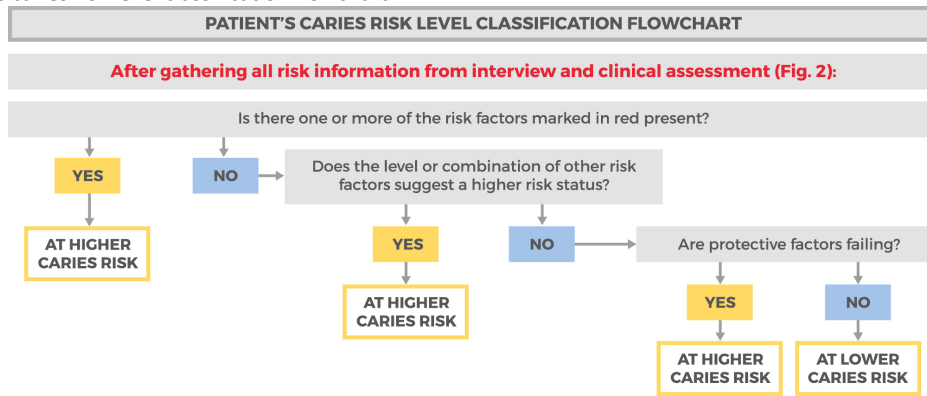 PATIENT'S CARIES RISK LEVEL CLASSIFICATION FLOWCHART
After gathering all risk information from interview and clinical assessment (Fig. 2):
Is there one or more of the risk factors marked in red present?
YES
NO
Does the level or combination of other risk
factors suggest a higher risk status?
AT HIGHER
CARIES RISK
YES
NO
Are protective factors failing?
AT HIGHER
CARIES RISK
YES
NO
AT HIGHER
CARIES RISK
AT LOWER
CARIES RISK